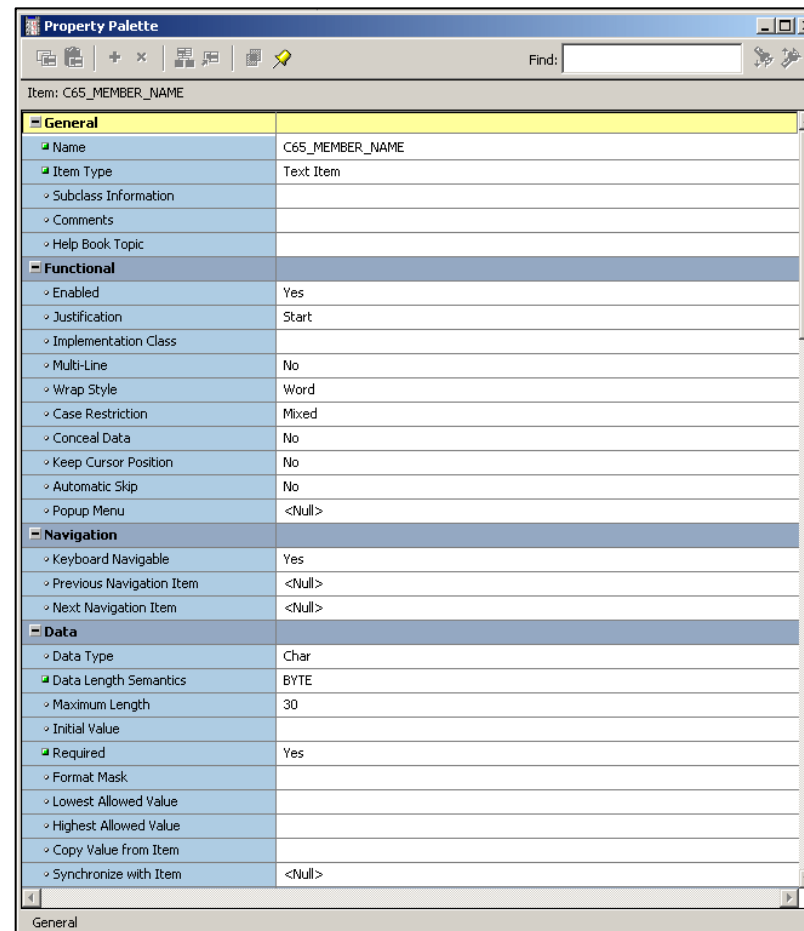 Property Palette
Find:
Item: C65_MEMBER_NAME
General
Name C65_MEMBER_NAME
Item Type Text Item
Subclass Information
Comments
Help Book Topic
Functional
Enabled Yes
Justification Start
Implementation Class
Multi-Line No
Wrap Style Word
Case Restriction Mixed
Conceal Data No
Keep Cursor Position No
Automatic Skip No
Popup Menu <Null>
Navigation
Keyboard Navigable Yes
Previous Navigation Item <Null>
Next Navigation Item <Null>
Data
Data Type Char
Data Length Semantics BYTE
Maximum Length 30
Initial Value
Required Yes
Format Mask
Lowest Allowed Value
Highest Allowed Value
Copy Value from Item
Synchronize with Item <Null>
General